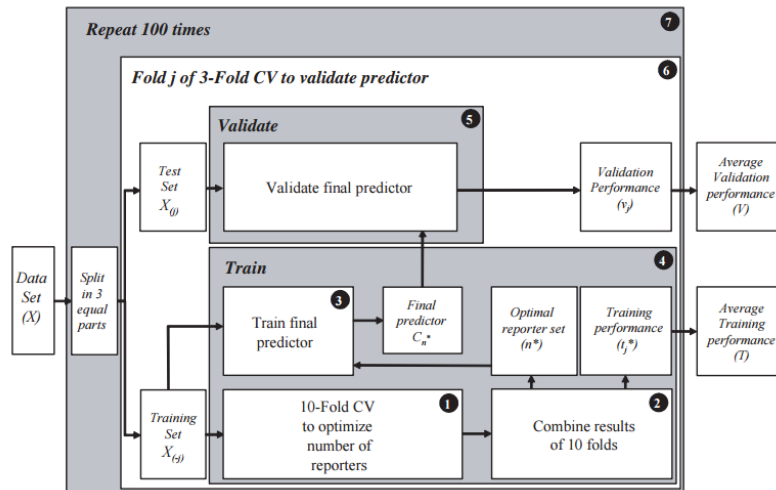 Repeat 100 times
7
Fold j of 3-Fold CV to validate predictor
6
Validate
5
Test
Set
X(j)
Validate final predictor
Validation
Performance
(vj)
Average
Validation
performance
(V)
Data
Set
(X)
Split
in 3
equal
parts
Train
4
3
Train final
predictor
Final
predictor
Cn*
Optimal
reporter set
(n*)
Training
performance
(tj*)
Average
Training
performance
(T)
Training
Set
X(-j)
1
10-Fold CV
to optimize
number of
reporters
2
Combine results
of 10 folds